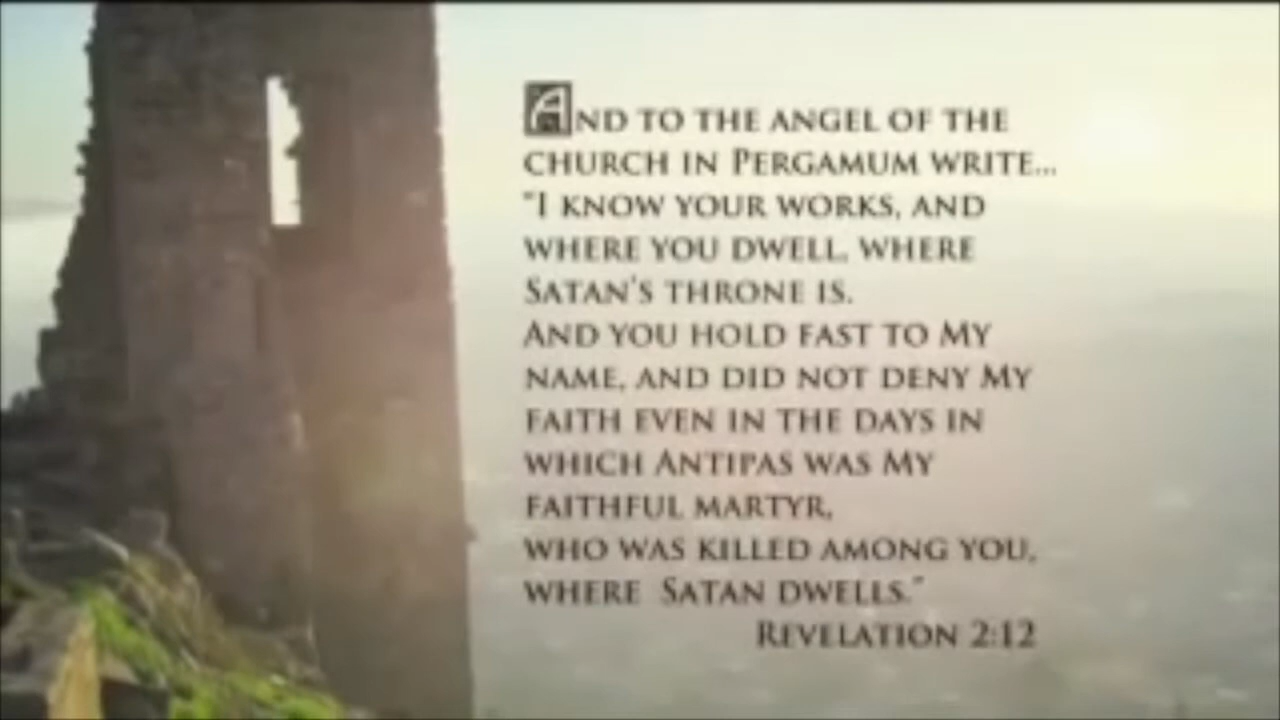 And to the angel of the
church in Pergamum write...
"I know your works, and
where you dwell, where
Satan's throne is.
And you hold fast to My
name, and did not deny My
faith even in the days in
which Antipas was My
faithful martyr,
who was killed among you,
where Satan dwells."
Revelation 2:12